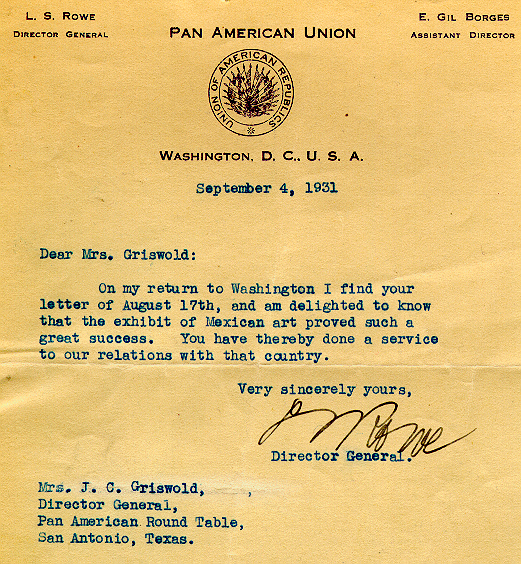 L. S. ROWE
DIRECTOR GENERAL
PAN AMERICAN UNION
E. GIL BORGES
ASSISTANT DIRECTOR
UNION OF AMERICAN REPUBLICS
WASHINGTON, D. C., U. S. A.
September 4, 1931
Dear Mrs. Griswold:
On my return to Washington I find your
letter of August 17th, and am delighted to know
that the exhibit of Mexican art proved such a
great success. You have thereby done a service
to our relations with that country.
Very sincerely yours,
L S Rowe
Director General.
Mrs. J. C. Griswold,
Director General,
Pan American Round Table,
San Antonio, Texas.